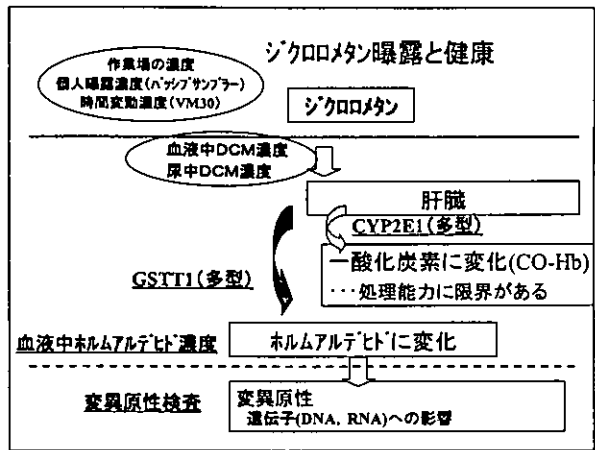 ジクロロメタン曝露と健康
作業場の濃度
個人曝露濃度(パッシブサンプラー)
時間変動濃度(VM30)
ジクロロメタン
血液中DCM濃度
尿中DCM濃度
肝臓
CYP2E1(多型)
一酸化炭素に変化(CO-Hb)
･･･処理能力に限界がある
GSTT1(多型)
血液中ホルムアルデヒド濃度
ホルムアルデヒドに変化
変異原性検査
変異原性
遺伝子(DNA, RNA)への影響